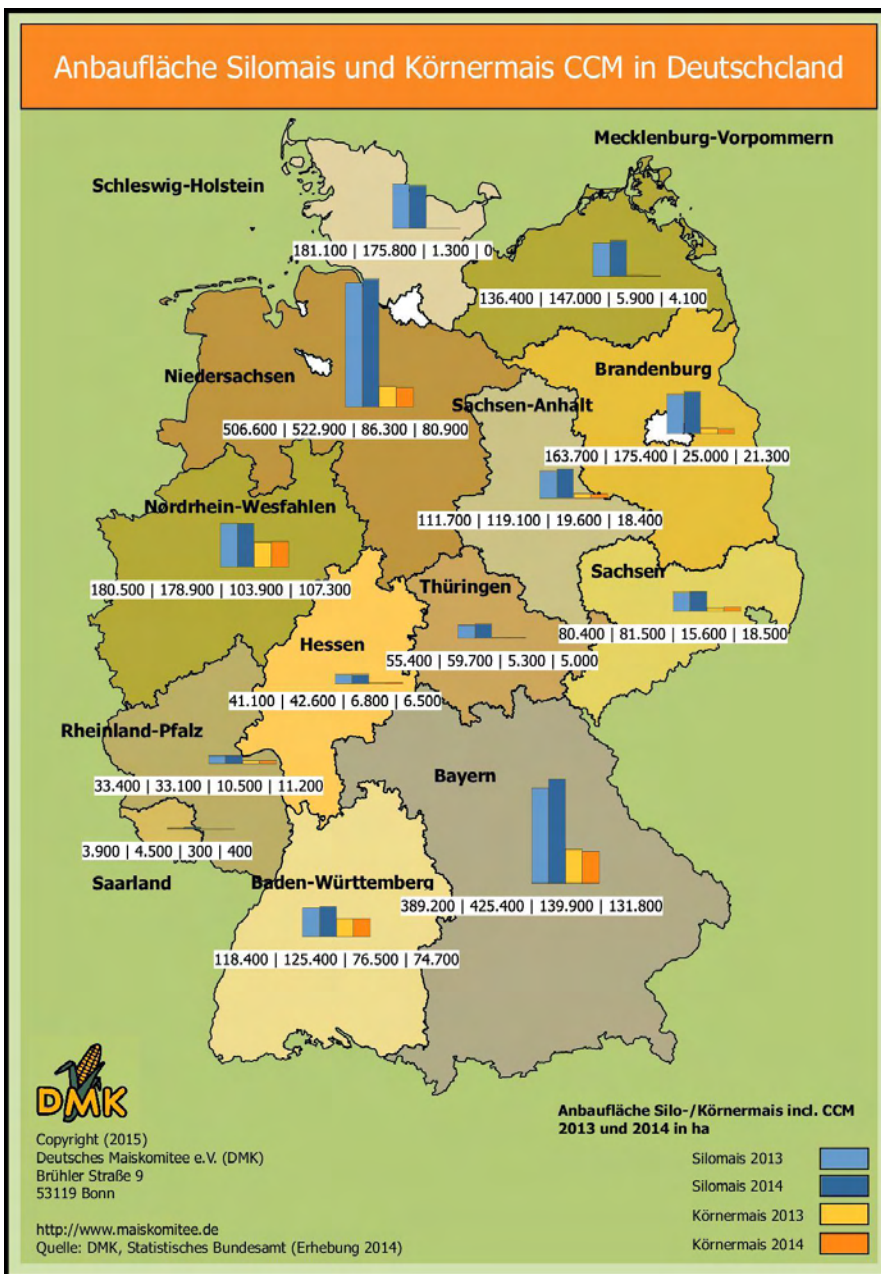 Anbaufläche Silomais und Körnermais CCM in Deutschcland
Mecklenburg-Vorpommern
Schleswig-Holstein
181.100 | 175.800 | 1.300 | 0
136.400 | 147.000 | 5.900 | 4.100
Niedersachsen
Brandenburg
Sachsen-Anhalt
506.600 | 522.900 | 86.300 | 80.900
163.700 | 175.400 | 25.000 | 21.300
Nørdrhein-Wesfahlen
111.700 | 119.100 | 19.600 | 18.400
180.500 | 178.900 | 103.900 | 107.300
Thüringen
Sachsen
80.400 | 81.500 | 15.600 | 18.500
Hessen
55.400 | 59.700 | 5.300 | 5.000
41.100 | 42.600 | 6.800 | 6.500
Rheinland-Pfalz
33.400 | 33.100 | 10.500 | 11.200
Bayern
3.900 | 4.500 | 300 | 400
Saarland
Baden-Württemberg
389.200 | 425.400 | 139.900 | 131.800
118.400 | 125.400 | 76.500 | 74.700
DMK
Copyright (2015)
Deutsches Maiskomitee e.V. (DMK)
Brühler Straße 9
53119 Bonn
http://www.maiskomitee.de
Quelle: DMK, Statistisches Bundesamt (Erhebung 2014)
Anbaufläche Silo-/Körnermais incl. CCM
2013 und 2014 in ha
Silomais 2013
Silomais 2014
Körnermais 2013
Körnermais 2014